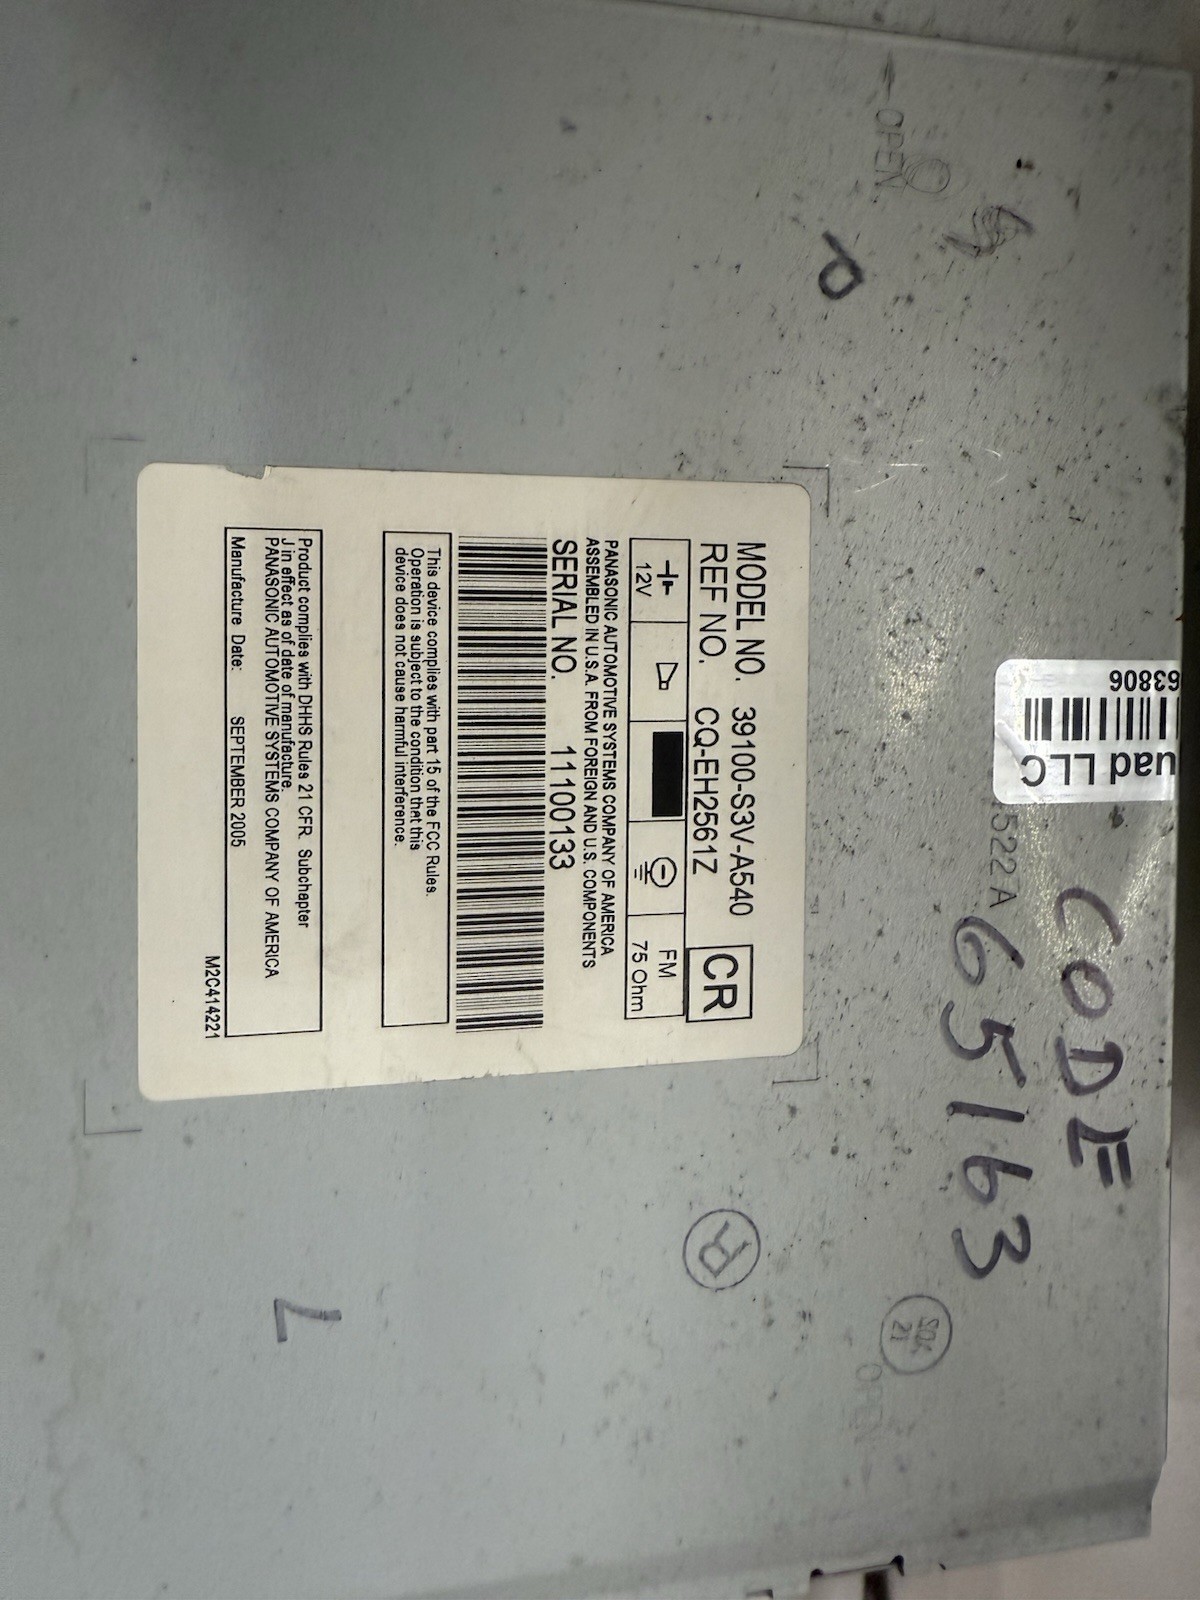 CODE
65163
522 A
63806
uad LLC
OPEN
OPEN
R
L
MODEL NO. 39100-S3V-A540
REF NO. CQ-EH2561Z
CR
12V
FM
75 Ohm
PANASONIC AUTOMOTIVE SYSTEMS COMPANY OF AMERICA
ASSEMBLED IN U.S.A. FROM FOREIGN AND U.S. COMPONENTS
SERIAL NO. 11100133
This device complies with part 15 of the FCC Rules.
Operation is subject to the condition that this
device does not cause harmful interference.
Product complies with DHHS Rules 21 CFR. Subchapter
J in effect as of date of manufacture.
PANASONIC AUTOMOTIVE SYSTEMS COMPANY OF AMERICA
Manufacture Date: SEPTEMBER 2005
M2C414221